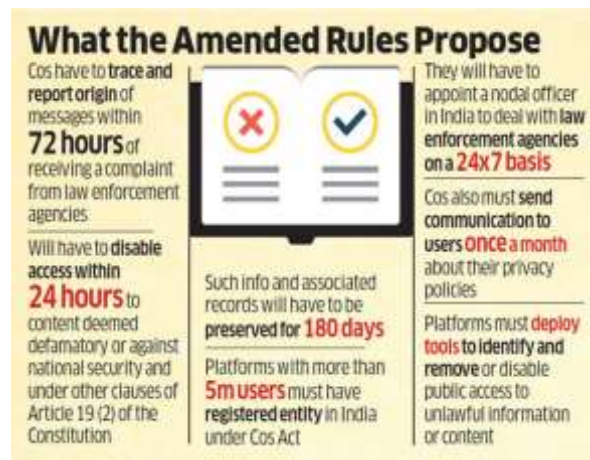 What the Amended Rules Propose
Cos have to trace and
report origin of
messages within
72 hours of
receiving a complaint
from law enforcement
agencies
Will have to disable
access within
24 hours to
content deemed
defamatory or against
national security and
under other clauses of
Article 19 (2) of the
Constitution
Such info and associated
records will have to be
preserved for 180 days
Platforms with more than
5m users must have
registered entity in India
under Cos Act
They will have to
appoint a nodal officer
in India to deal with law
enforcement agencies
on a 24x7 basis
Cos also must send
communication to
users once a month
about their privacy
policies
Platforms must deploy
tools to identify and
remove or disable
public access to
unlawful information
or content